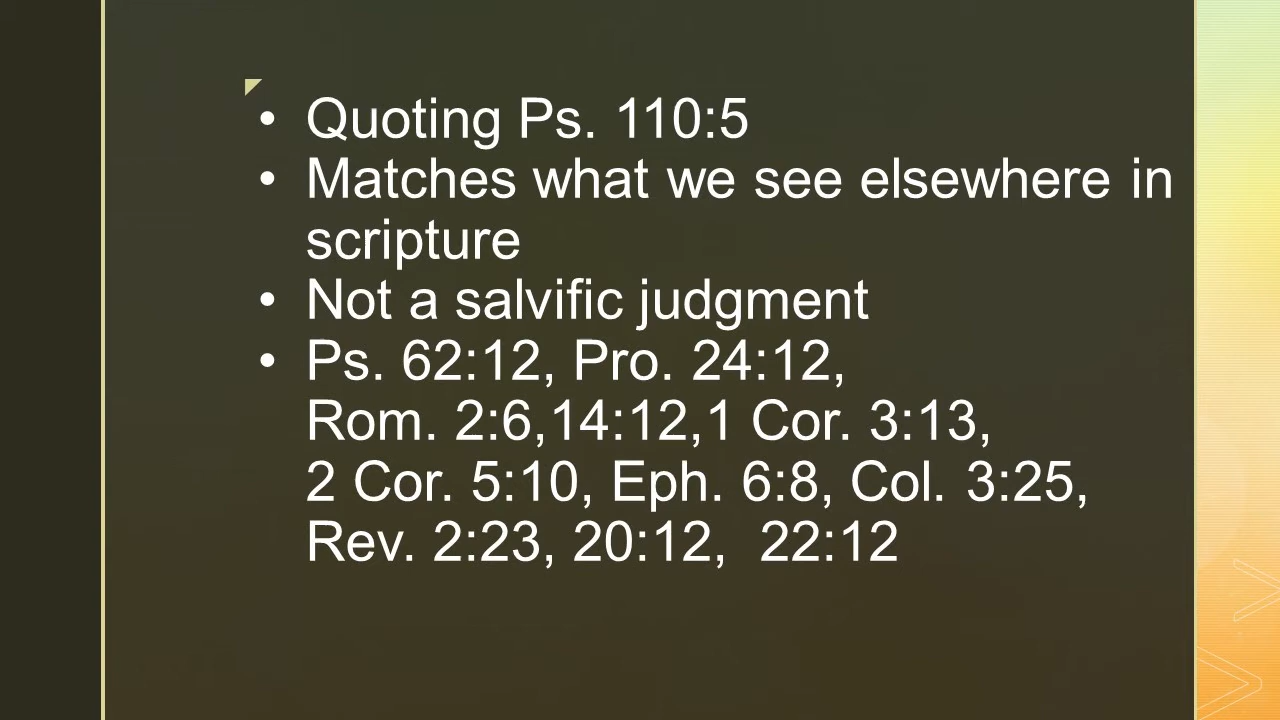 • Quoting Ps. 110:5
• Matches what we see elsewhere in
scripture
• Not a salvific judgment
• Ps. 62:12, Pro. 24:12,
Rom. 2:6,14:12,1 Cor. 3:13,
2 Cor. 5:10, Eph. 6:8, Col. 3:25,
Rev. 2:23, 20:12,  22:12